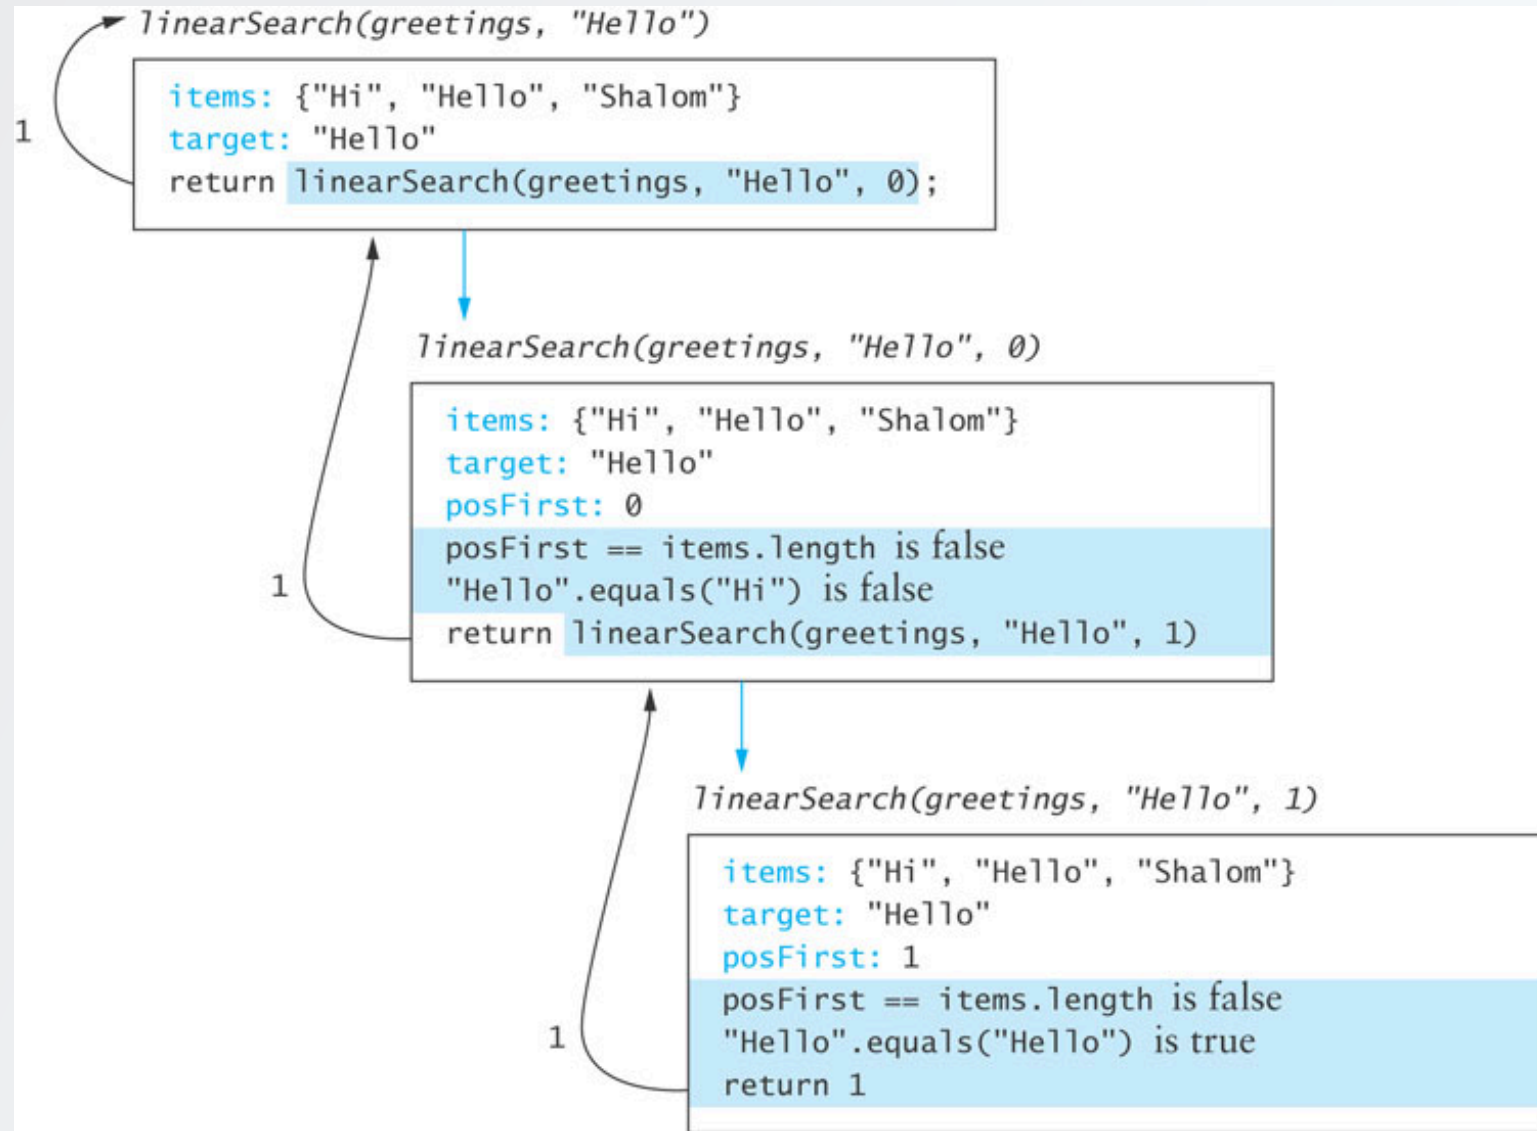 linearSearch(greetings, "Hello")
items: {"Hi", "Hello", "Shalom"}
1
target: "Hello"
return linearSearch(greetings, "Hello", 0);
linearSearch(greetings, "Hello", 0)
items: {"Hi", "Hello", "Shalom"}
target: "Hello"
posFirst: 0
posFirst == items.length is false
1
"Hello".equals("Hi") is false
return linearSearch(greetings, "Hello", 1)
linearSearch(greetings, "Hello", 1)
items: {"Hi", "Hello", "Shalom"}
target: "Hello"
posFirst: 1
posFirst == items.length is false
1
"Hello".equals("Hello") is true
return 1